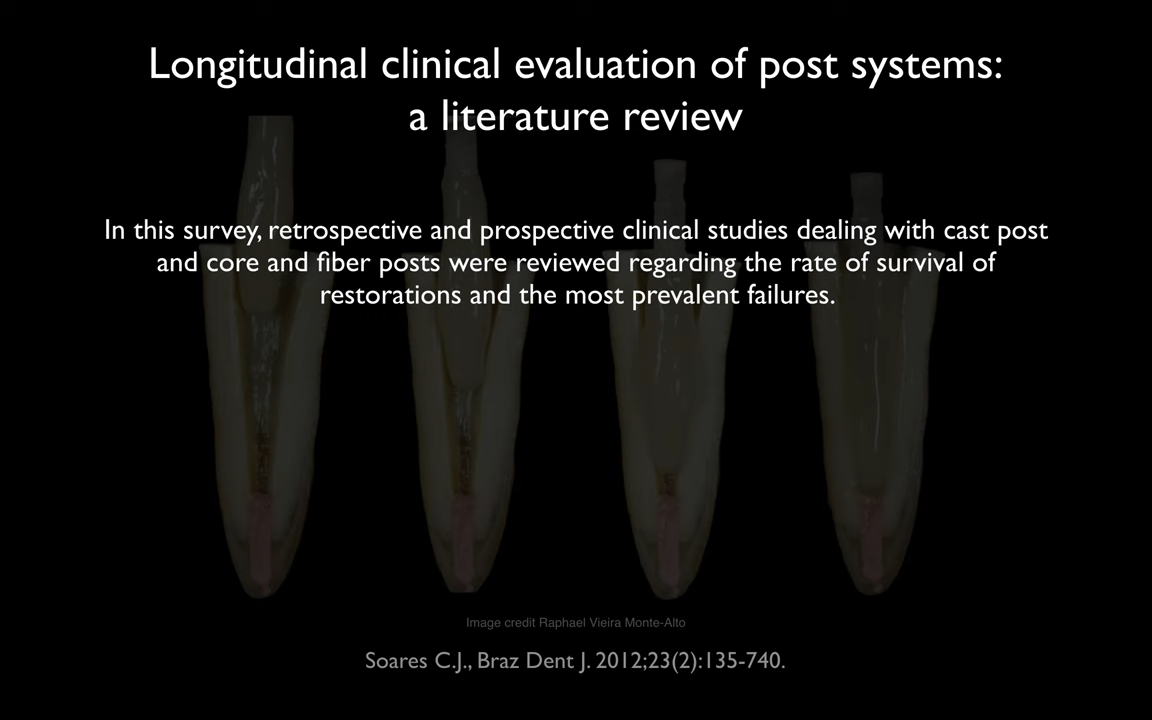 Longitudinal clinical evaluation of post systems:
a literature review
In this survey, retrospective and prospective clinical studies dealing with cast post
and core and fiber posts were reviewed regarding the rate of survival of
restorations and the most prevalent failures.
Image credit Raphael Vieira Monte-Alto
Soares C.J., Braz Dent J. 2012;23(2):135-740.